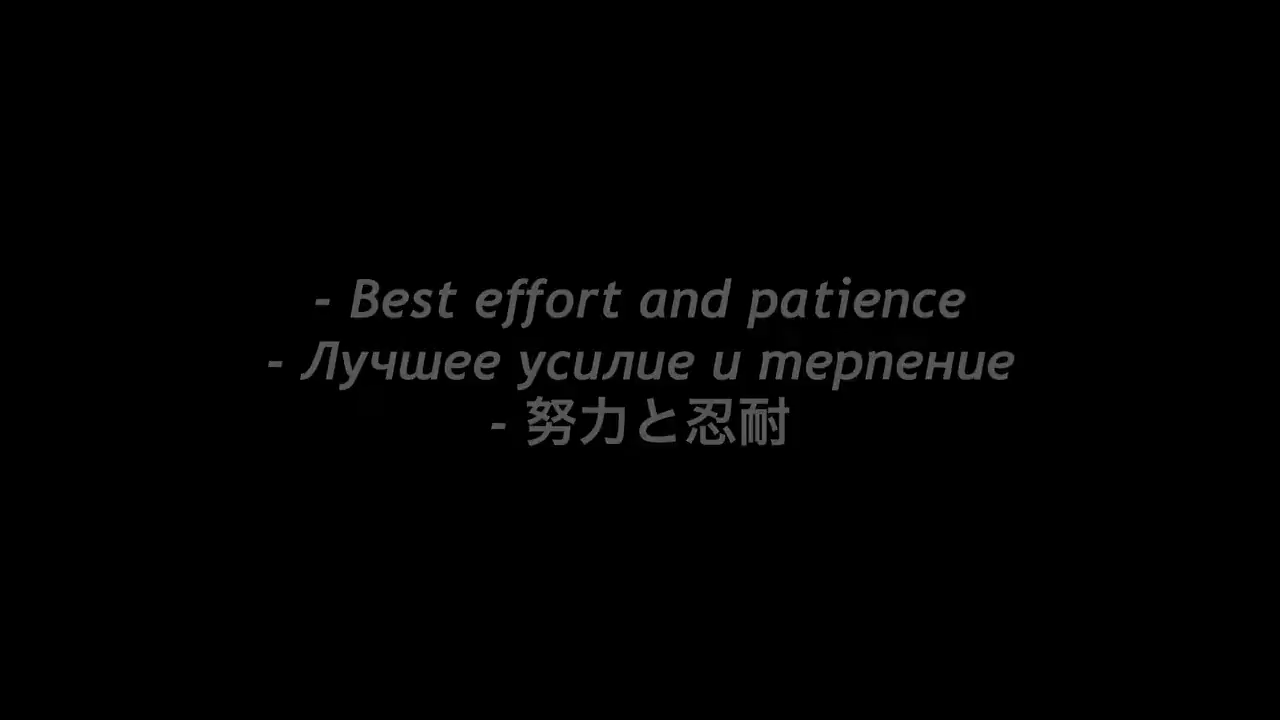 - Best effort and patience
- Лучшее усилие и терпение
- 努力と忍耐